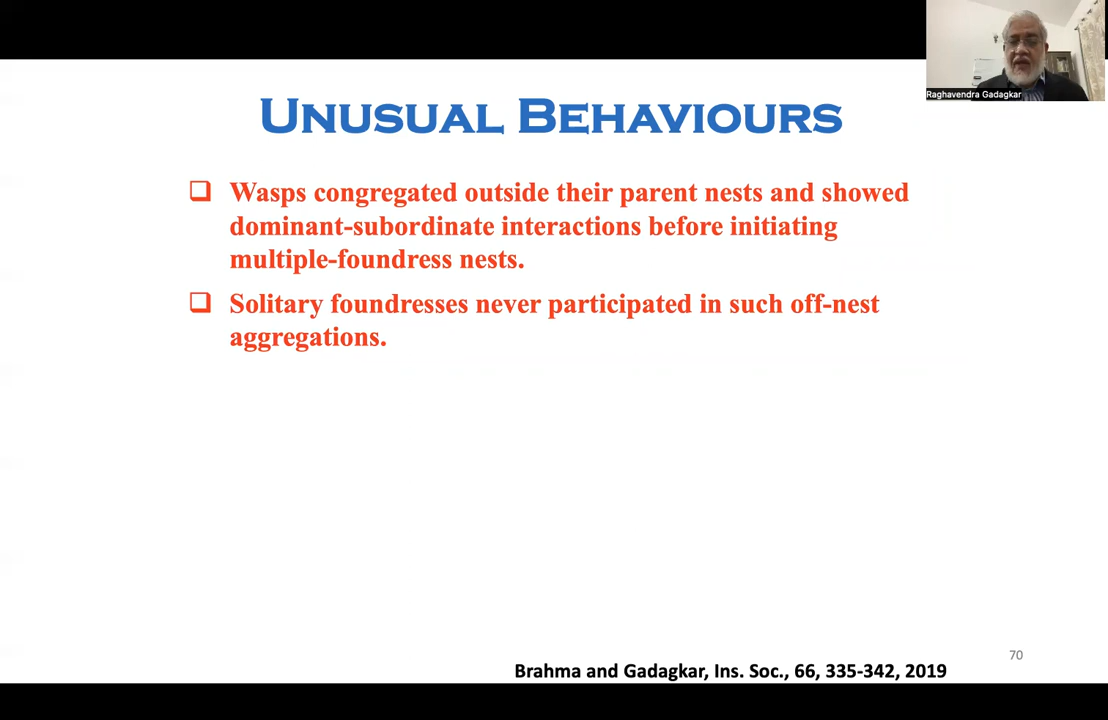 Raghavendra Gadagkar
UNUSUAL BEHAVIOURS
❑ Wasps congregated outside their parent nests and showed
dominant-subordinate interactions before initiating
multiple-foundress nests.
❑ Solitary foundresses never participated in such off-nest
aggregations.
70
Brahma and Gadagkar, Ins. Soc., 66, 335-342, 2019